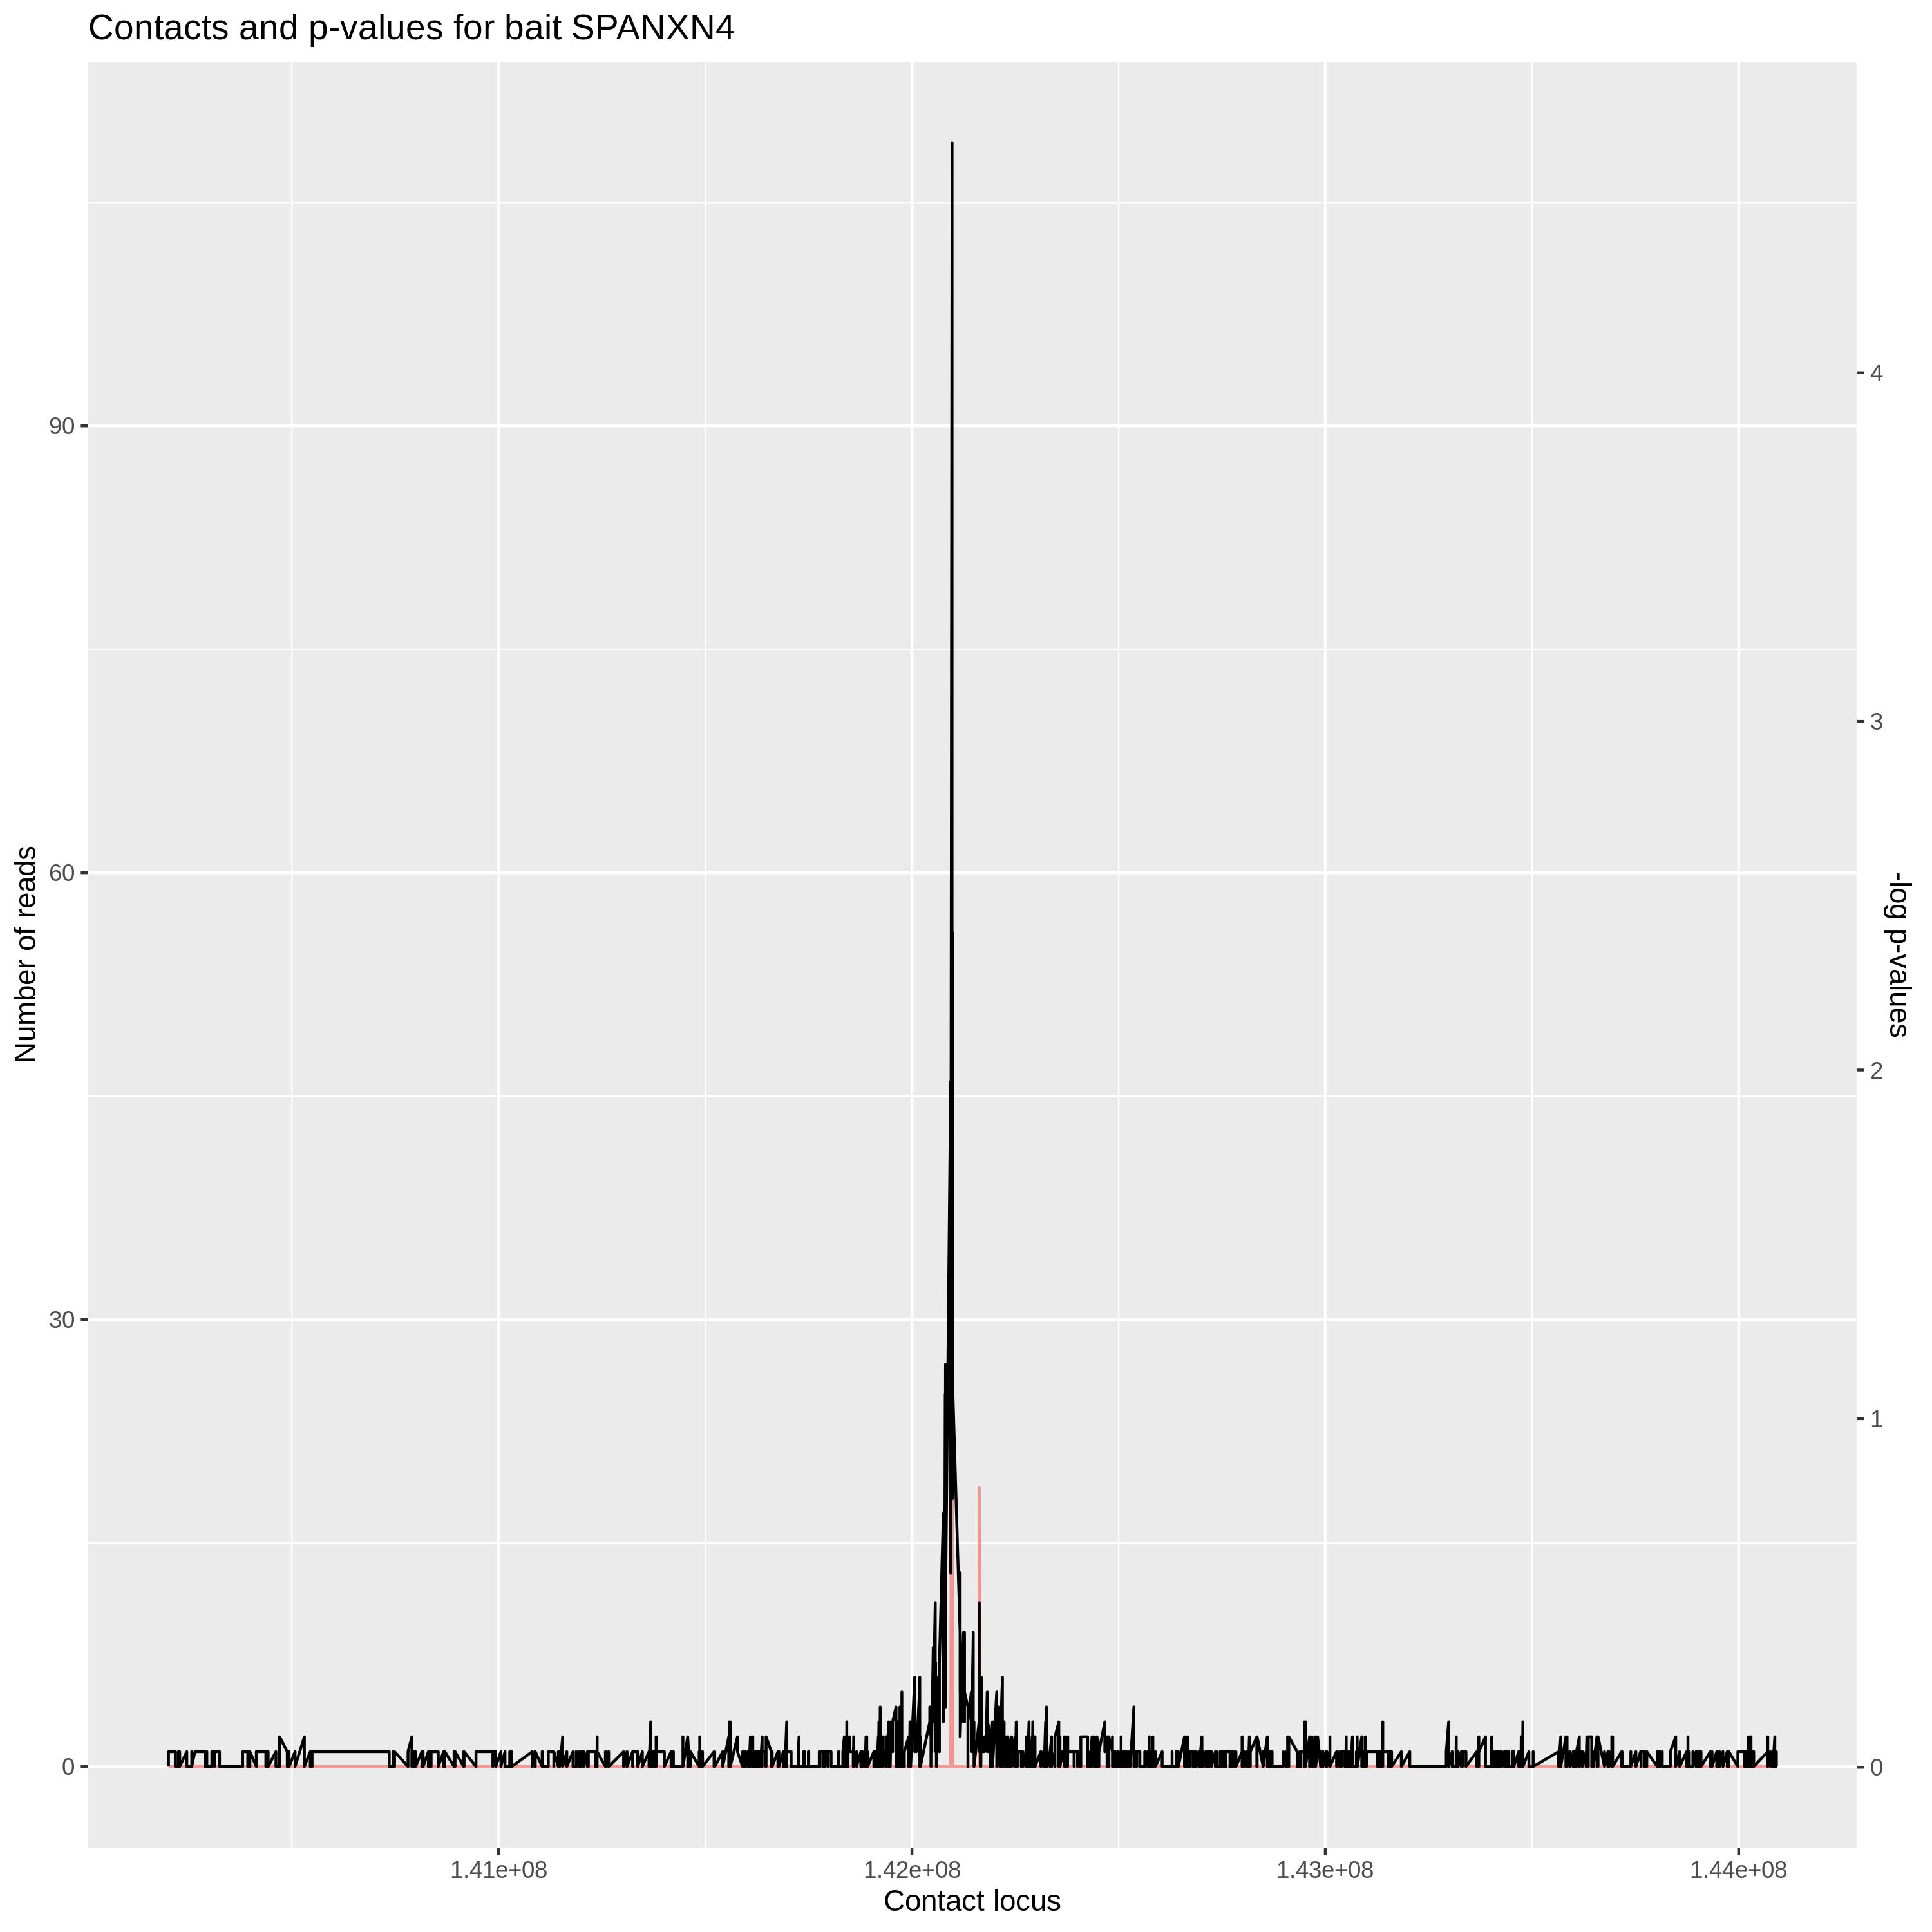 Contacts and p-values for bait SPANXN4
Number of reads
90
60
30
0
4
3
2
1
0
-log p-values
1.41e+08
1.42e+08
1.43e+08
1.44e+08
Contact locus